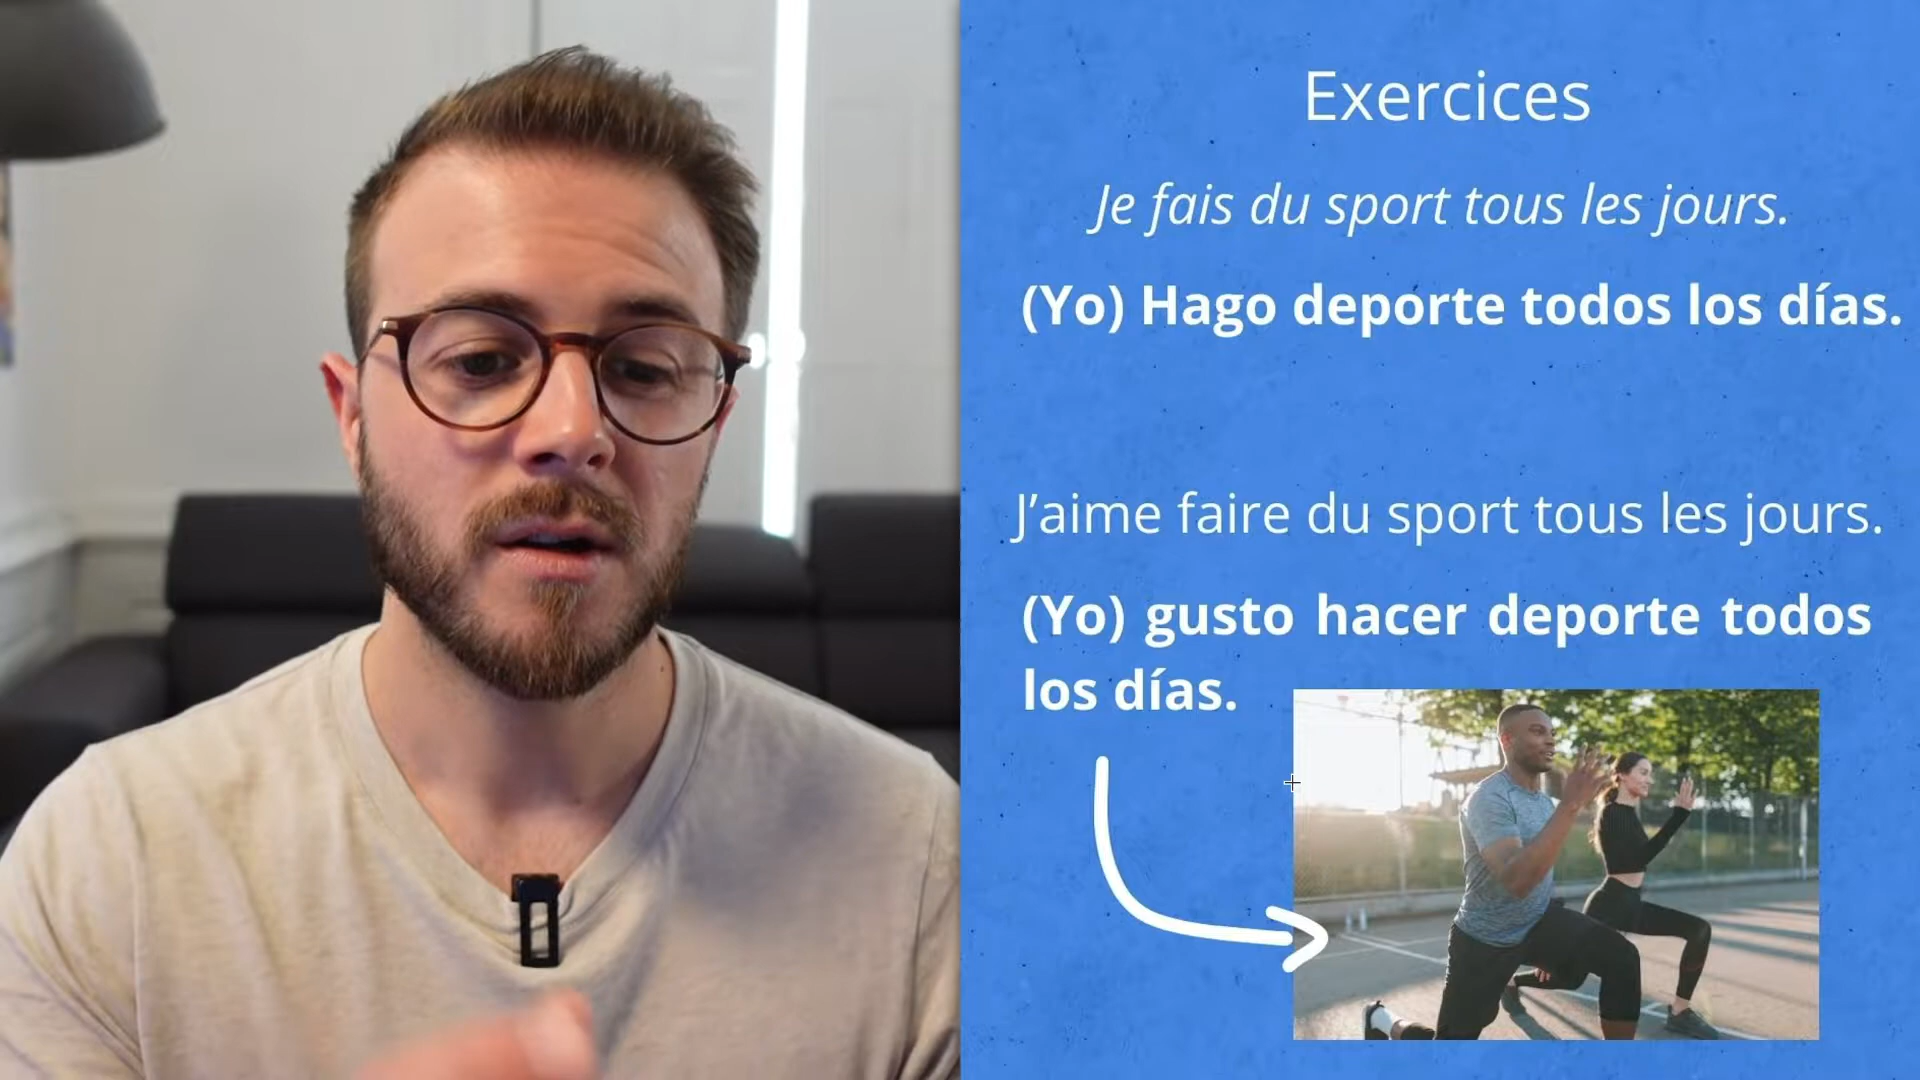 Exercices
Je fais du sport tous les jours.
(Yo) Hago deporte todos los días.
J’aime faire du sport tous les jours.
(Yo) gusto hacer deporte todos
los días.